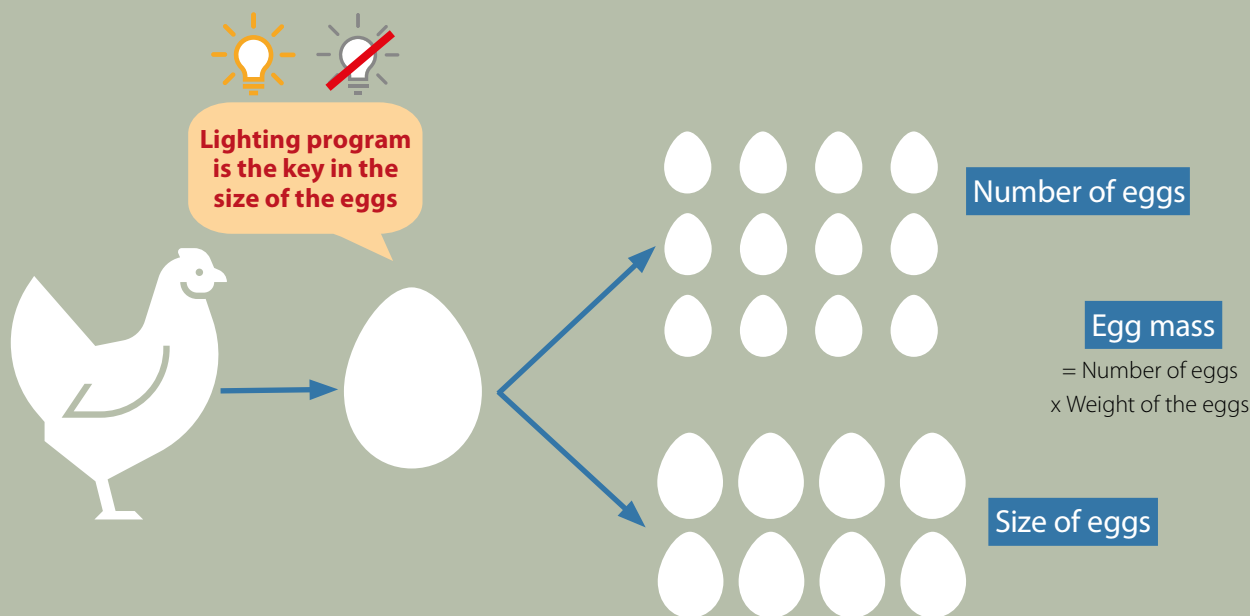 Lighting program
is the key in the
size of the eggs
Number of eggs
Egg mass
= Number of eggs
x Weight of the eggs
Size of eggs